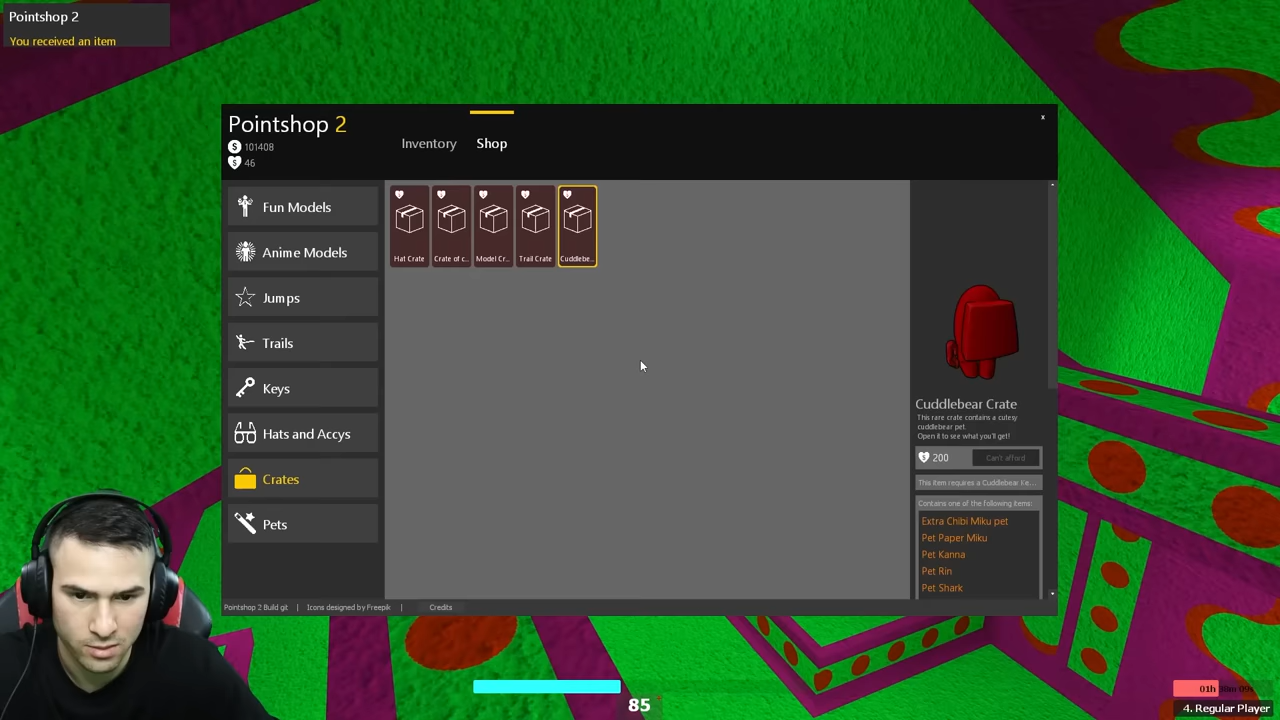 Pointshop 2
You received an item
Pointshop 2
101408
46
Inventory
Shop
x
Fun Models
Anime Models
Jumps
Trails
Keys
Hats and Accys
Crates
Pets
Hat Crate
Crate of c..
Model Cr..
Trail Crate
Cuddlebe..
Cuddlebear Crate
This rare crate contains a cutesy
cuddlebear pet.
Open it to see what you'll get!
200
Can't afford
This item requires a Cuddlebear Ke...
Contains one of the following items:
Extra Chibi Miku pet
Pet Paper Miku
Pet Kanna
Pet Rin
Pet Shark
Pointshop 2 Build git | Icons designed by Freepik | Credits
85
01h
4. Regular Player